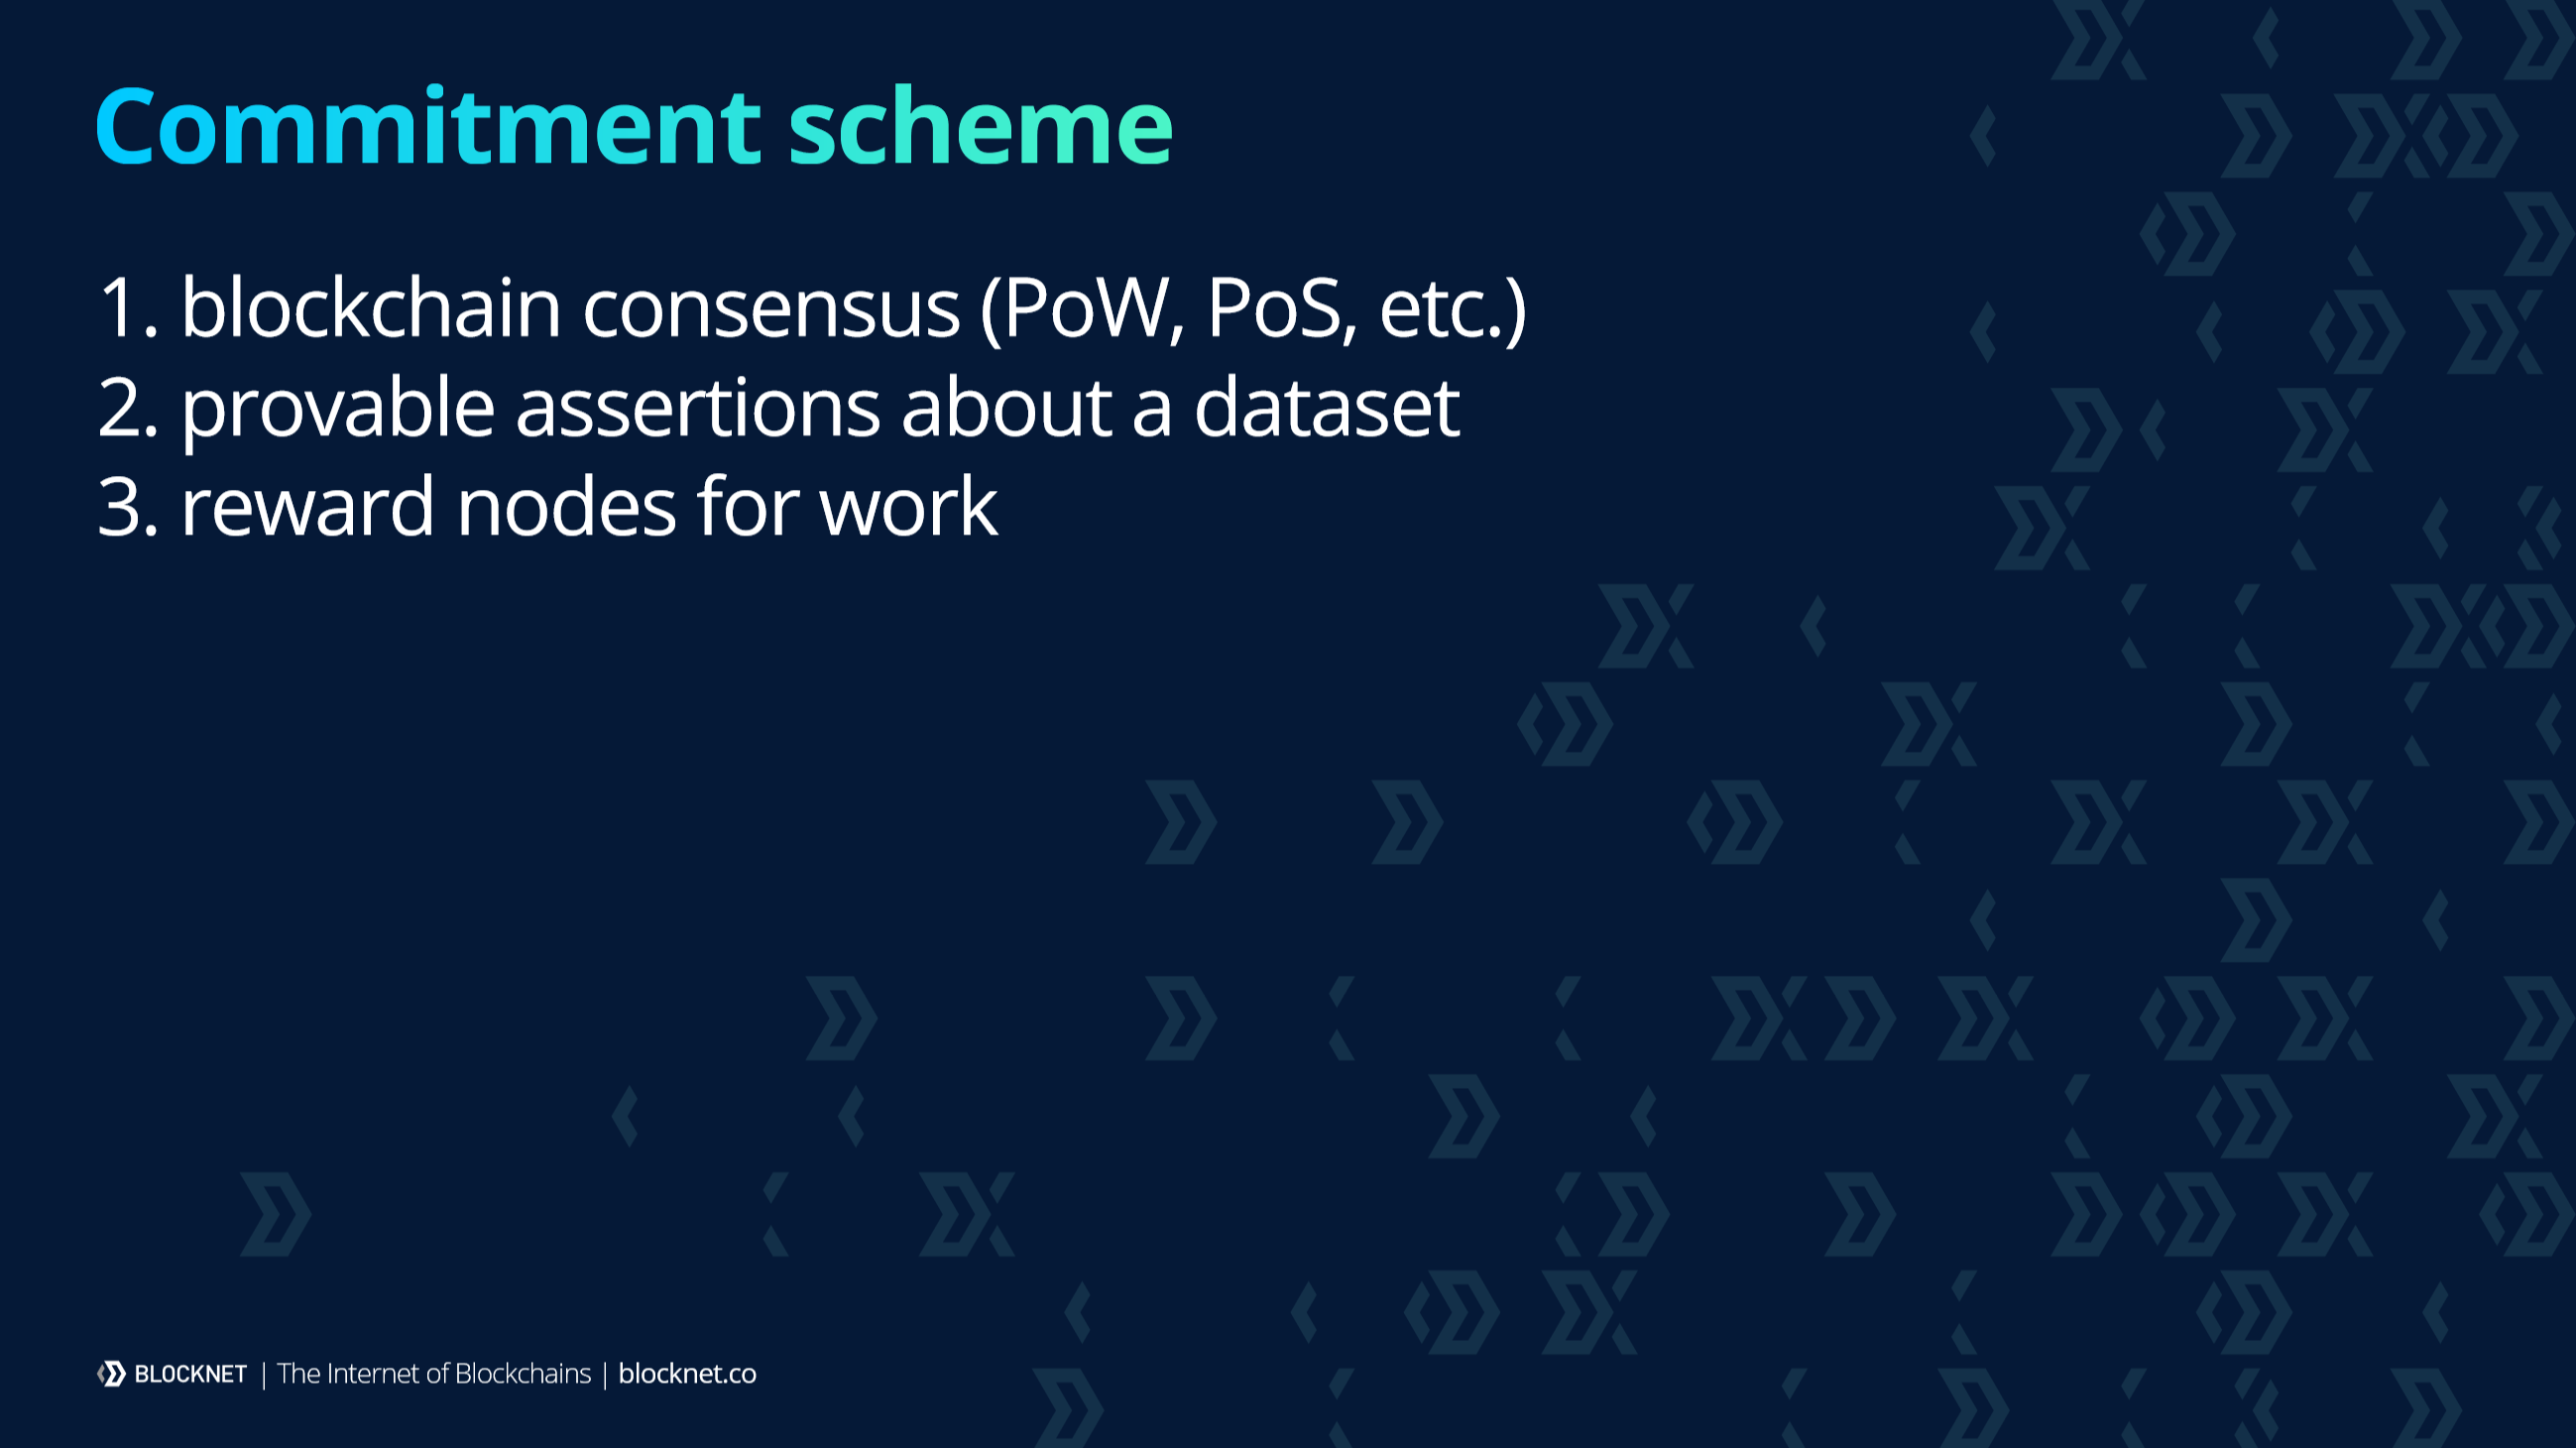 Commitment scheme
1. blockchain consensus (PoW, PoS, etc.)
2. provable assertions about a dataset
3. reward nodes for work
BLOCKNET | The Internet of Blockchains | blocknet.co